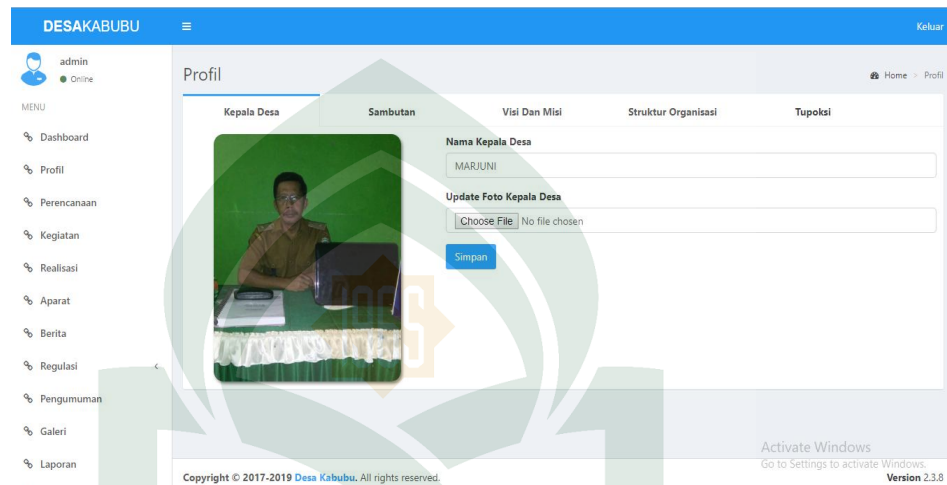 DESAKABUBU
Keluar
admin
Online
Profil
Home > Profil
MENU
Kepala Desa
Sambutan
Visi Dan Misi
Struktur Organisasi
Tupoksi
Dashboard
Profil
Perencanaan
Kegiatan
Realisasi
Aparat
Berita
Regulasi
Pengumuman
Galeri
Laporan
Nama Kepala Desa
MARJUNI
Update Foto Kepala Desa
Choose File No file chosen
Simpan
Activate Windows
Go to Settings to activate Windows.
Copyright © 2017-2019 Desa Kabubu. All rights reserved.
Version 2.3.8